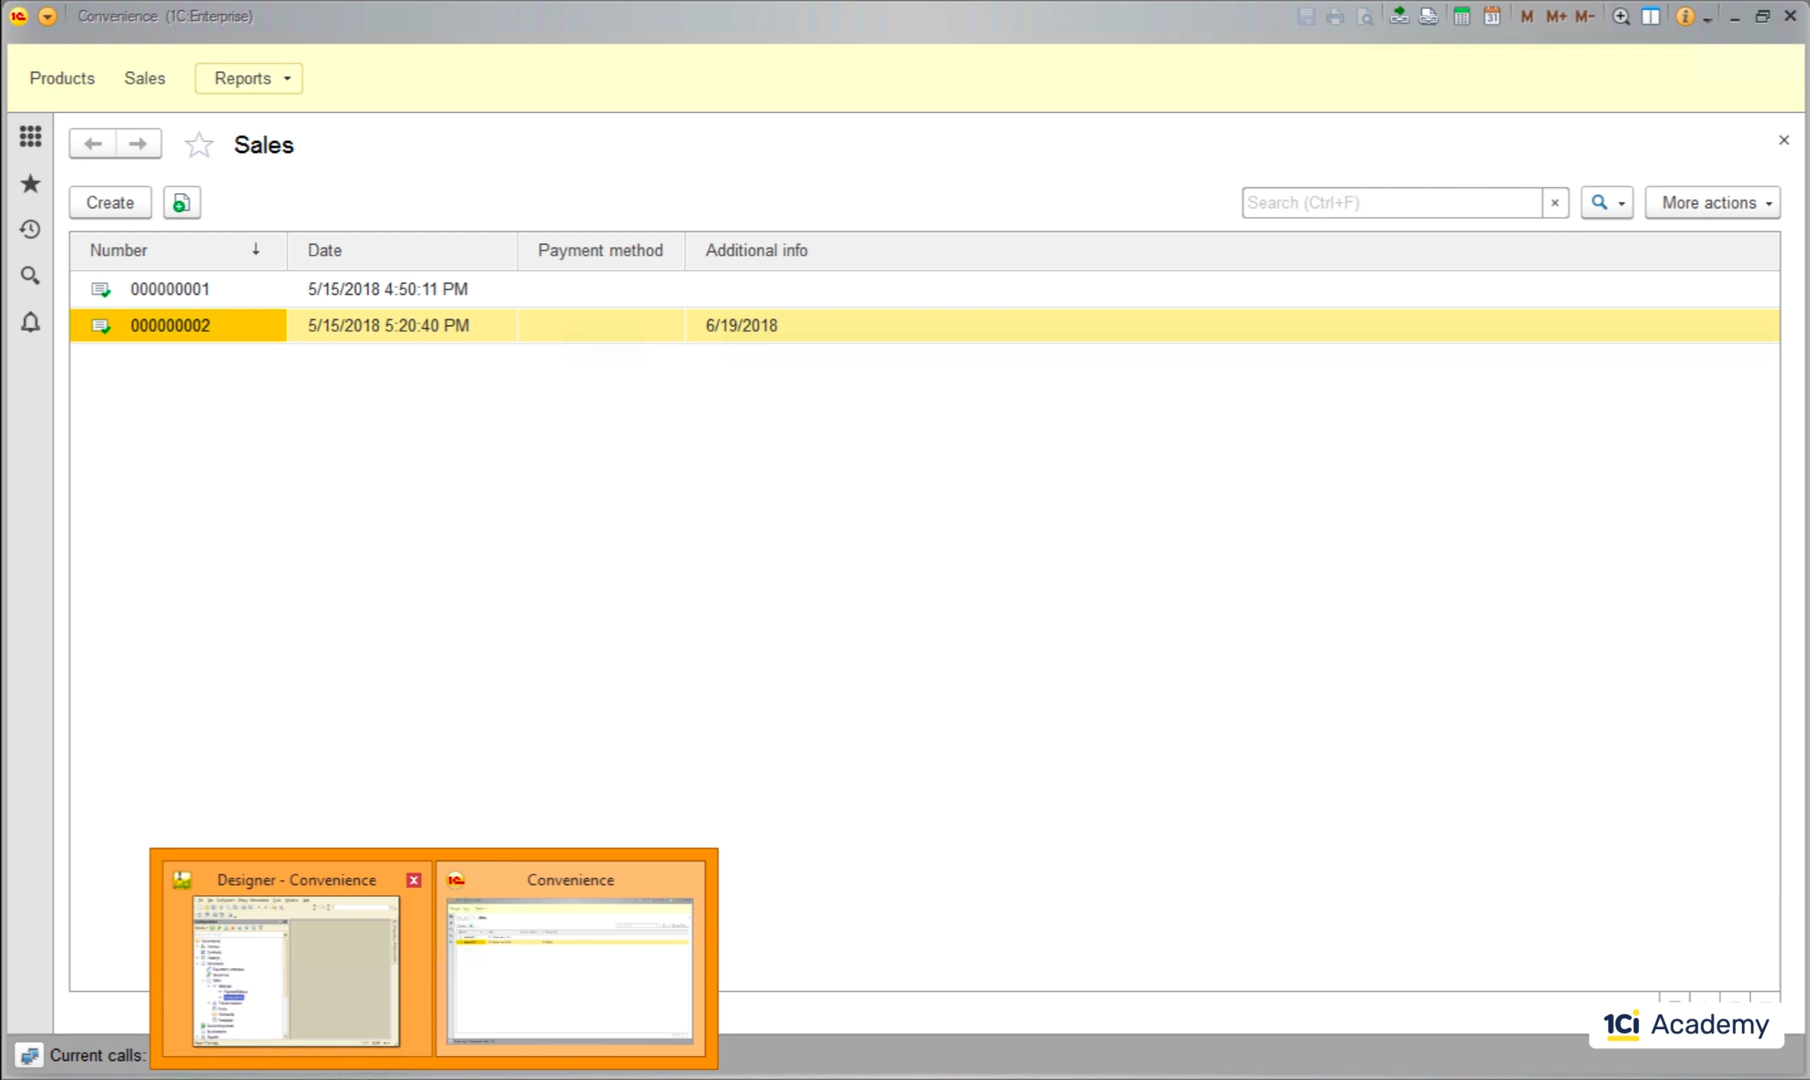 Convenience (1C:Enterprise)
31 M M+ M-
Products Sales Reports
Sales
Create Search (Ctrl+F) × More actions
Number Date Payment method Additional info
000000001 5/15/2018 4:50:11 PM
000000002 5/15/2018 5:20:40 PM 6/19/2018
Designer - Convenience Convenience
1Ci Academy
Current calls: